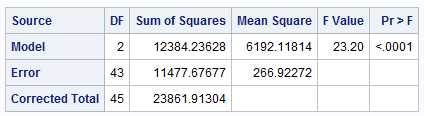 Source DF Sum of Squares Mean Square F Value Pr > F
Model 2 12384.23628 6192.11814 23.20 <.0001
Error 43 11477.67677 266.92272
Corrected Total 45 23861.91304